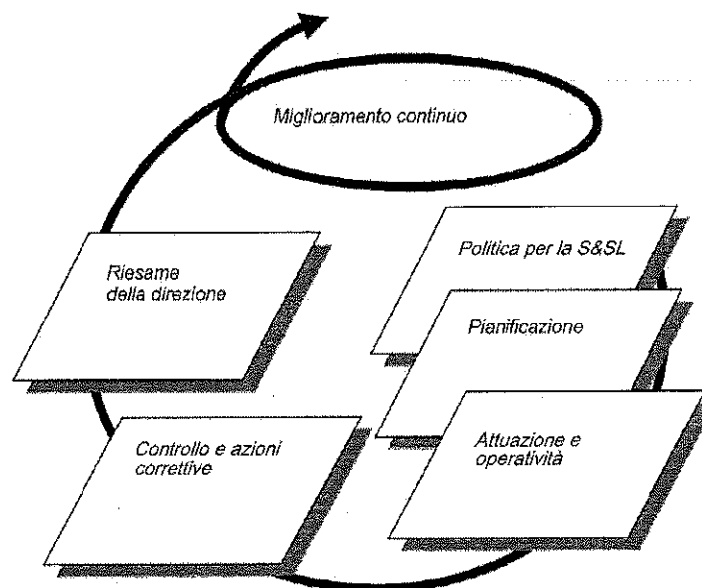 Miglioramento continuo
Politica per la S&SL
Pianificazione
Attuazione e
operatività
Controllo e azioni
correttive
Riesame
della direzione